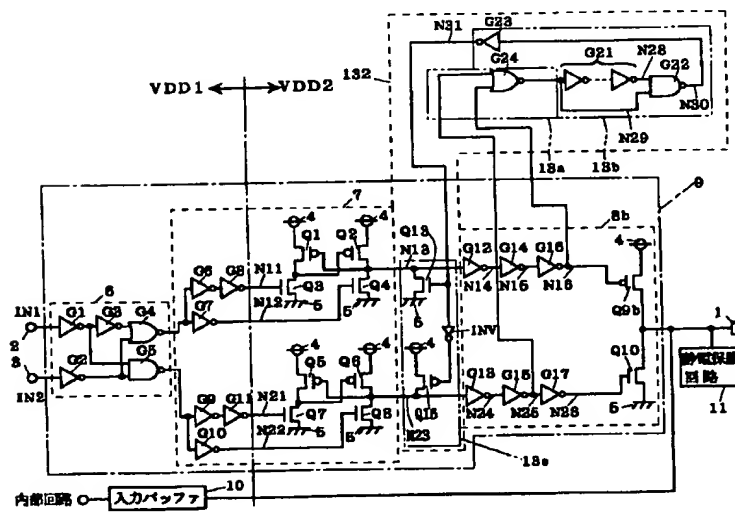 N31
G23
132
G24
G21
N28
G22
N30
N29
VDD1
VDD2
13a
13b
9
7
8b
4
4
Q13
4
Q1
Q2
N13
G12
G14
G16
6
G6
G8
N11
Q3
Q4
N14
N15
N16
IN1
G1
G3
G4
G7
N12
5
5
Q9b
2
5
INV
1
3
G2
G5
4
4
4
Q10
静電保護
回路
IN2
Q5
Q6
G13
G15
G17
11
G9
G11
N21
Q7
Q8
Q15
N24
N25
N26
5
G10
N22
5
5
N23
13c
10
内部回路
入力バッファ